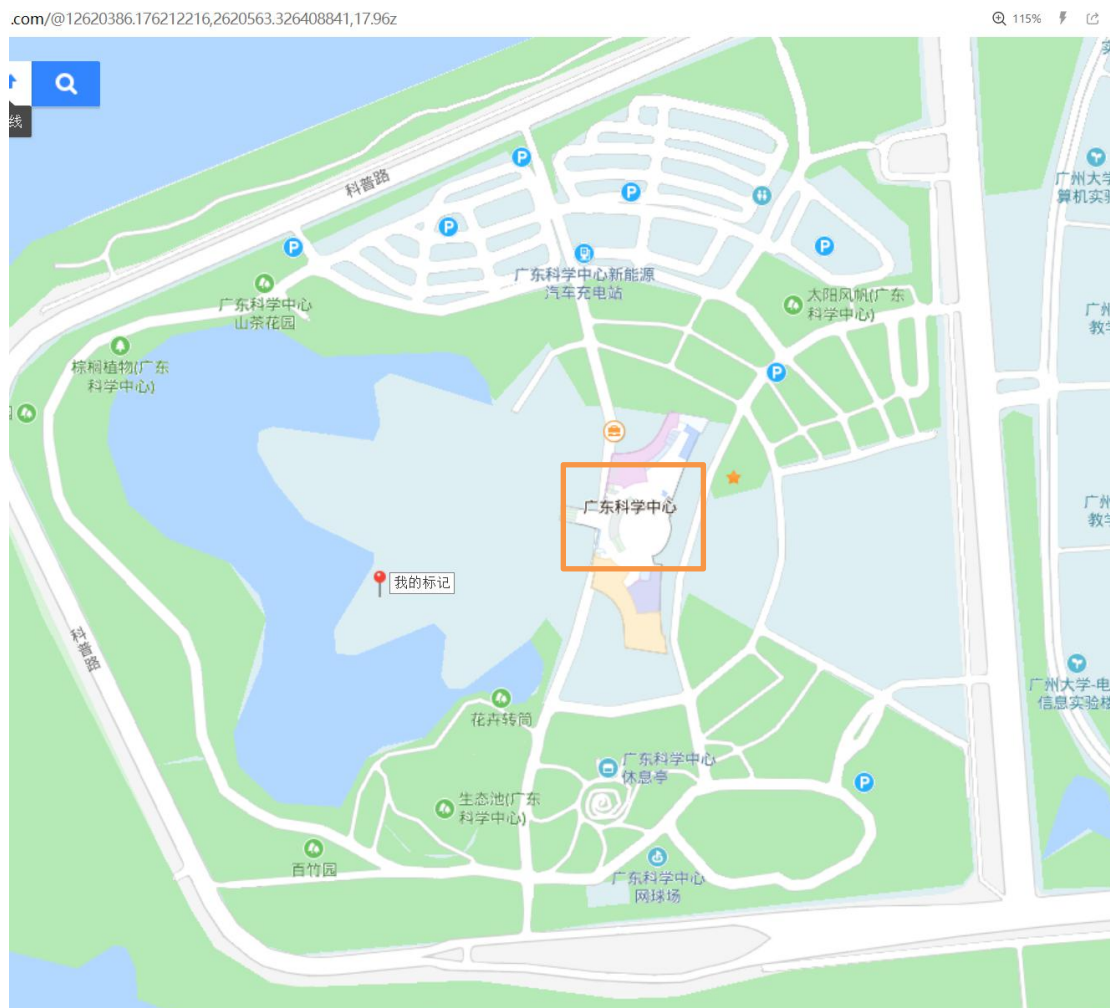 .com/@12620386.176212216,2620563.326408841,17.96z
115%
线
科普路
P
P
P
P
P
广州大学
算机实验
广东科学中心新能源
汽车充电站
广东科学中心
山茶花园
太阳风帆(广东
科学中心)
棕榈植物(广东
科学中心)
P
广州
教学
广东科学中心
广州
教学
我的标记
科普路
广州大学-电
信息实验楼
花卉转筒
广东科学中心
休息亭
P
生态池(广东
科学中心)
百竹园
广东科学中心
网球场